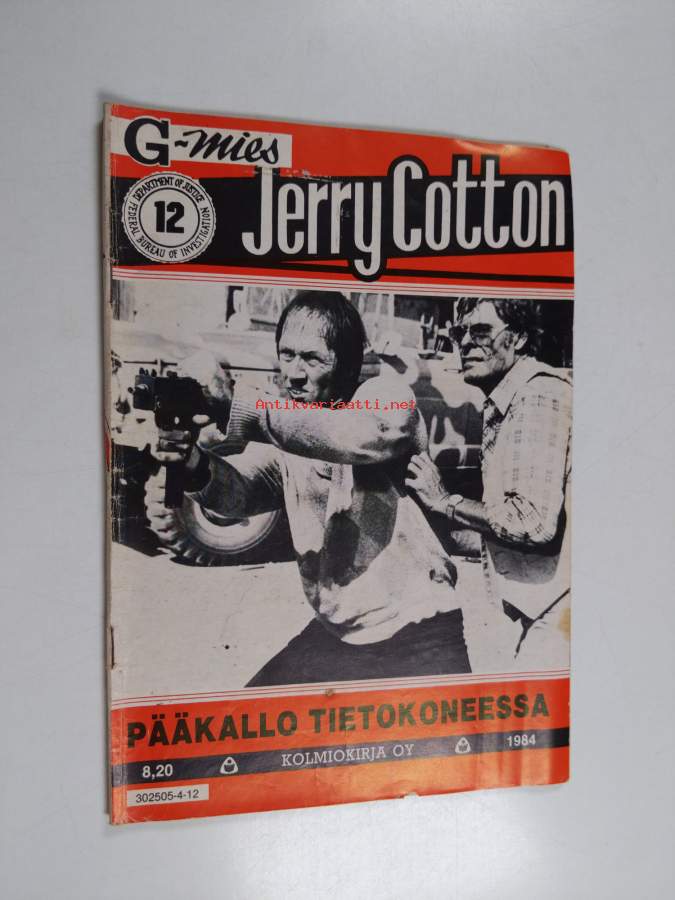 G-mies
DEPARTMENT OF JUSTICE
FEDERAL BUREAU OF INVESTIGATION
12
Jerry Cotton
Antikvariaatti.net
PÄÄKALLO TIETOKONEESSA
8,20 KOLMIOKIRJA OY 1984
302505-4-12